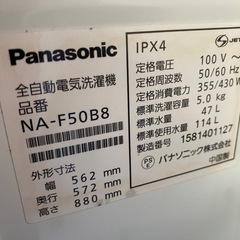 Panasonic
全自動電気洗濯機
品番
NA-F50B8
外形寸法
幅 562 mm
奥行 572 mm
高さ 880 mm
IPX4
JET
定格電圧 100 V~
定格周波数 50/60 Hz
定格消費電力 355/430 W
標準洗濯容量 5.0 kg
標準水量 47 L
標準使用水量 114 L
製造番号 1581401127
PS
E
パナソニック株式会社
中国製